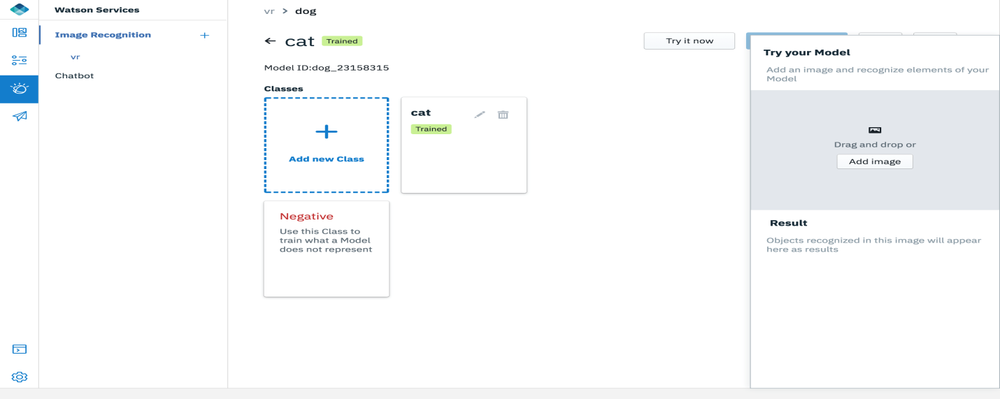 Watson Services
vr > dog
Image Recognition +
vr
Chatbot
← cat Trained
Try it now
Model ID:dog_23158315
Classes
+
Add new Class
cat
Trained
Negative
Use this Class to
train what a Model
does not represent
Try your Model
Add an image and recognize elements of your
Model
Drag and drop or
Add image
Result
Objects recognized in this image will appear
here as results